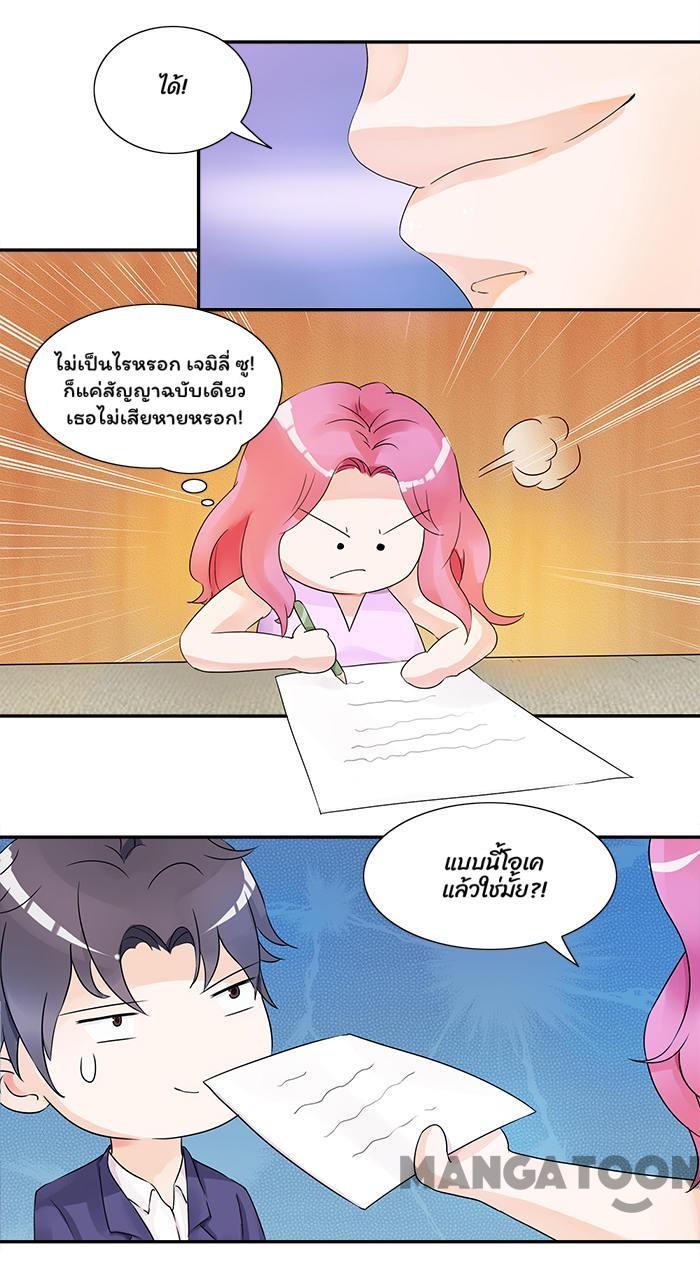 ได้!
ไม่เป็นไรหรอก เจมิลี่ ซู!
ก็แค่สัญญาฉบับเดียว
เธอไม่เสียหายหรอก!
แบบนี้โอเค
แล้วใช่มั้ย?!
MANGATOON